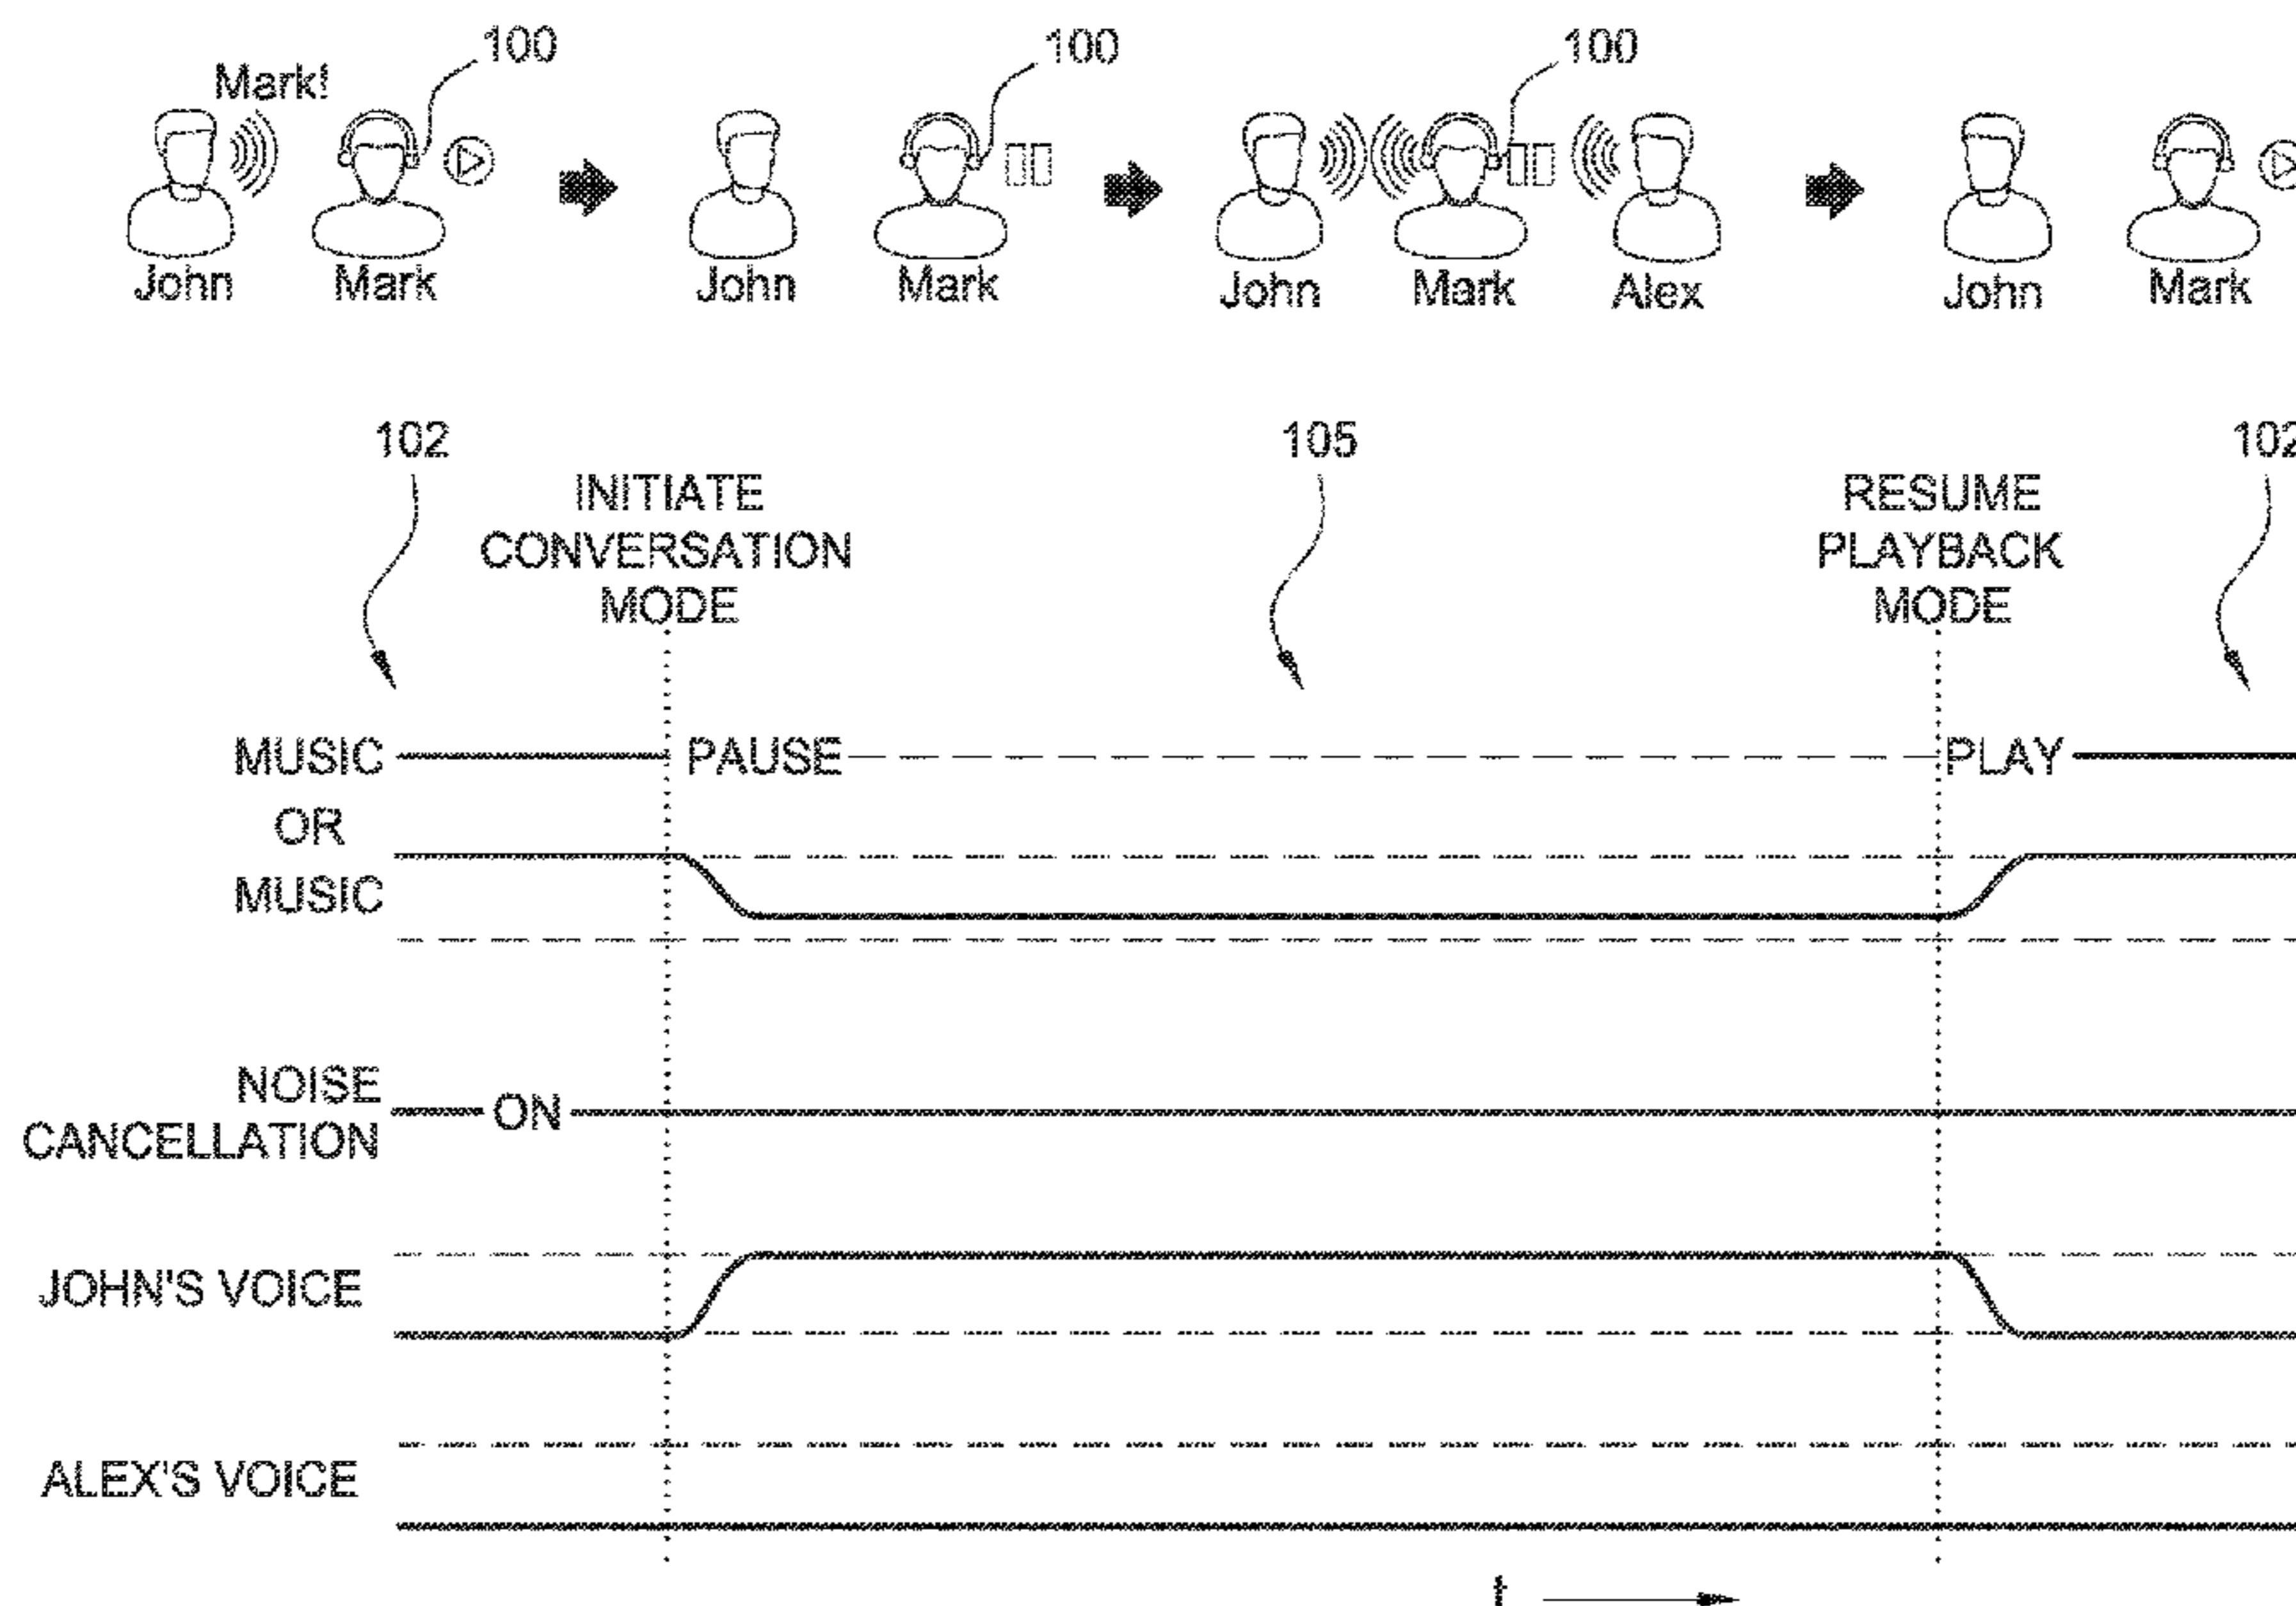 100 100 100
Mark!
John Mark John Mark John Mark Alex John Mark
102 105 102
INITIATE RESUME
CONVERSATION PLAYBACK
MODE MODE
MUSIC PAUSE PLAY
OR
MUSIC
NOISE
CANCELLATION ON
JOHN'S VOICE
ALEX'S VOICE
t